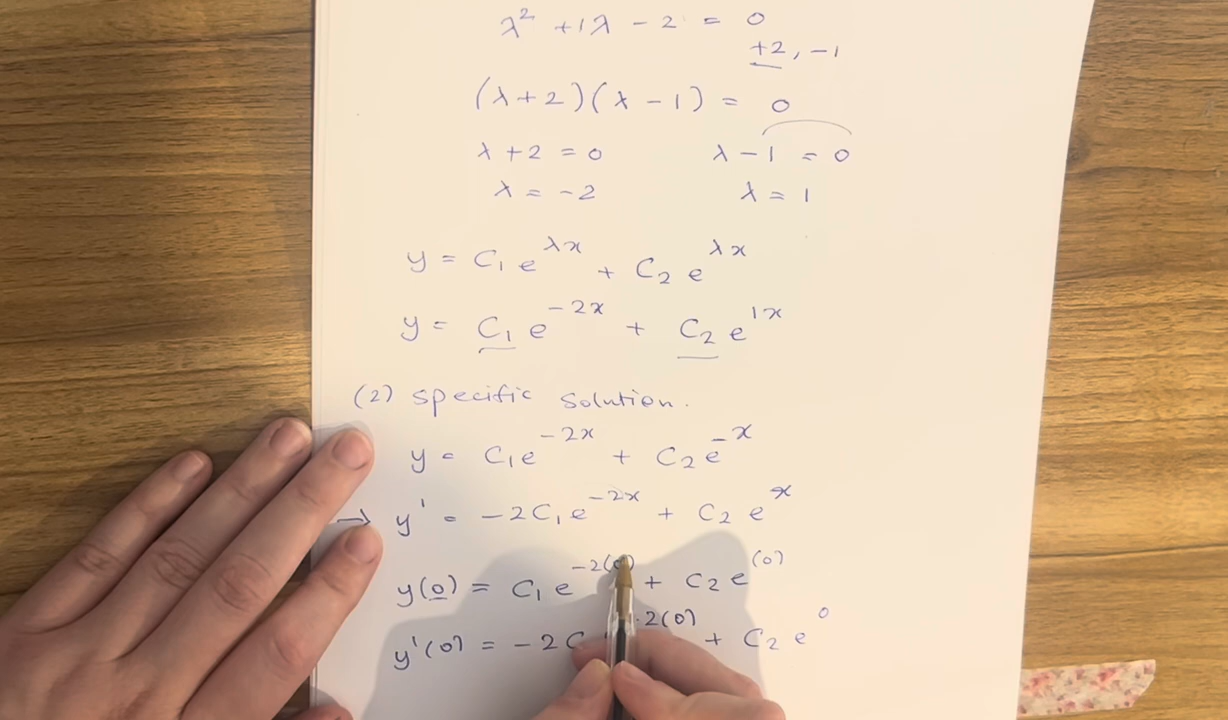 λ² + 1λ - 2 = 0
+2, -1
(λ + 2)(λ - 1) = 0
λ + 2 = 0 λ - 1 = 0
λ = -2 λ = 1
y = C₁ e^λx + C₂ e^λx
y = C₁ e^-2x + C₂ e^1x
(2) specific solution.
y = C₁e^-2x + C₂e^-x
→ y' = -2C₁e^-2x + C₂ e^x
y(0) = C₁ e^-2(0) + C₂ e^(0)
y'(0) = -2C 2(0) + C₂ e^0